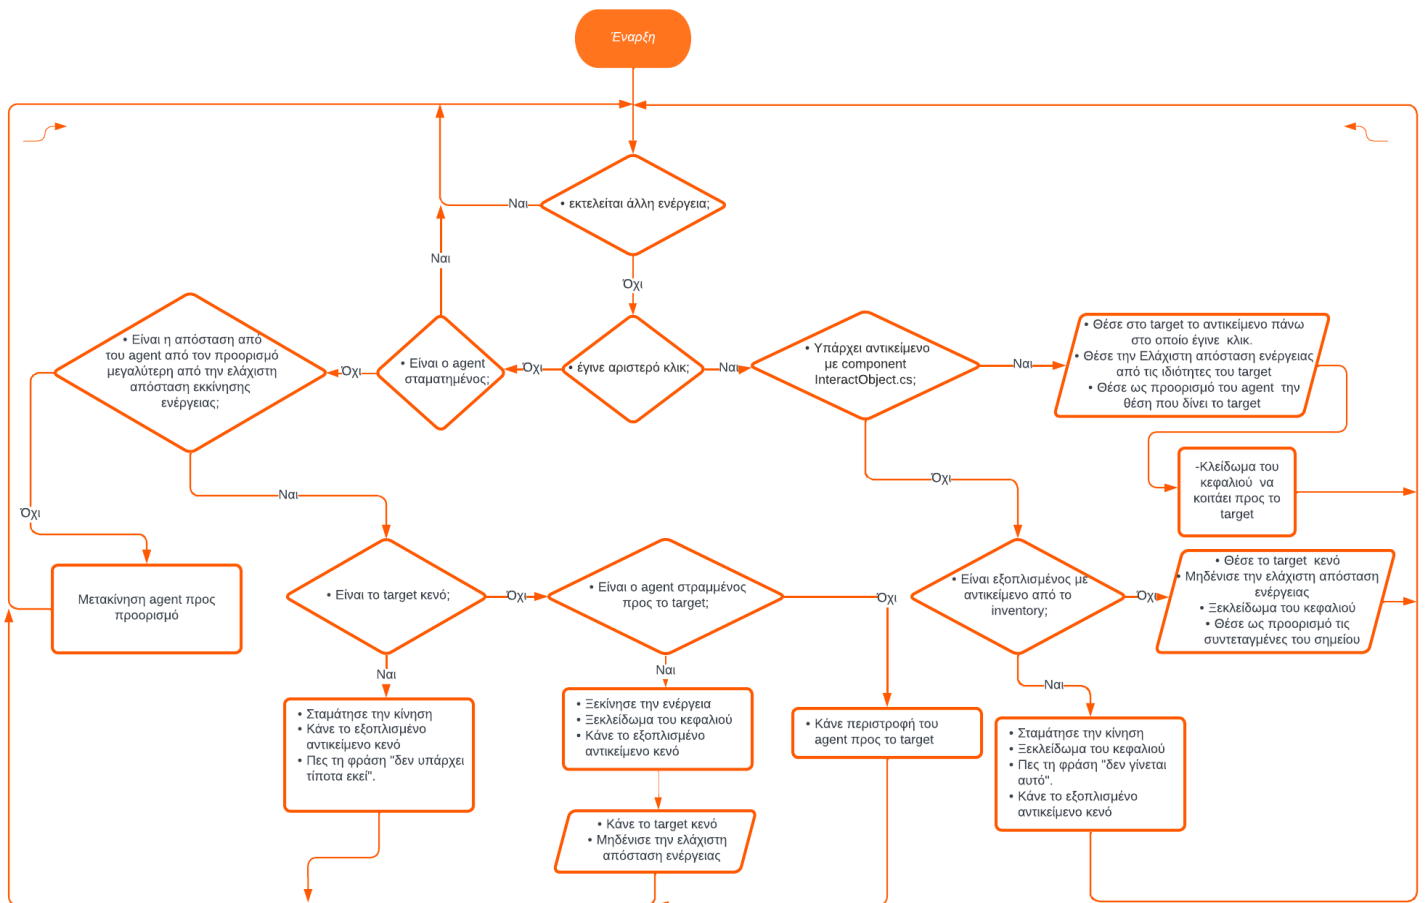 Έναρξη
• εκτελείται άλλη ενέργεια;
Ναι
Όχι
Ναι
• έγινε αριστερό κλικ;
Όχι
Ναι
• Είναι ο agent
σταματημένος;
Όχι
• Είναι η απόσταση από
του agent από τον προορισμό
μεγαλύτερη από την ελάχιστη
απόσταση εκκίνησης
ενέργειας;
• Υπάρχει αντικείμενο
με component
InteractObject.cs;
Ναι
• Θέσε στο target το αντικείμενο πάνω
στο οποίο έγινε κλικ.
• Θέσε την Ελάχιστη απόσταση ενέργειας
από τις ιδιότητες του target
• Θέσε ως προορισμό του agent την
θέση που δίνει το target
-Κλείδωμα του
κεφαλιού να
κοιτάει προς το
target
Όχι
Ναι
Όχι
Μετακίνηση agent προς
προορισμό
• Είναι το target κενό;
Όχι
• Είναι ο agent στραμμένος
προς το target;
Όχι
• Είναι εξοπλισμένος με
αντικείμενο από το
inventory;
Όχι
• Θέσε το target κενό
• Μηδένισε την ελάχιστη απόσταση
ενέργειας
• Ξεκλείδωμα του κεφαλιού
• Θέσε ως προορισμό τις
συντεταγμένες του σημείου
Ναι
Ναι
Ναι
• Σταμάτησε την κίνηση
• Κάνε το εξοπλισμένο
αντικείμενο κενό
• Πες τη φράση "δεν υπάρχει
τίποτα εκεί".
• Ξεκίνησε την ενέργεια
• Ξεκλείδωμα του κεφαλιού
• Κάνε το εξοπλισμένο
αντικείμενο κενό
• Κάνε περιστροφή του
agent προς το target
• Σταμάτησε την κίνηση
• Ξεκλείδωμα του κεφαλιού
• Πες τη φράση "δεν γίνεται
αυτό".
• Κάνε το εξοπλισμένο
αντικείμενο κενό
• Κάνε το target κενό
• Μηδένισε την ελάχιστη
απόσταση ενέργειας